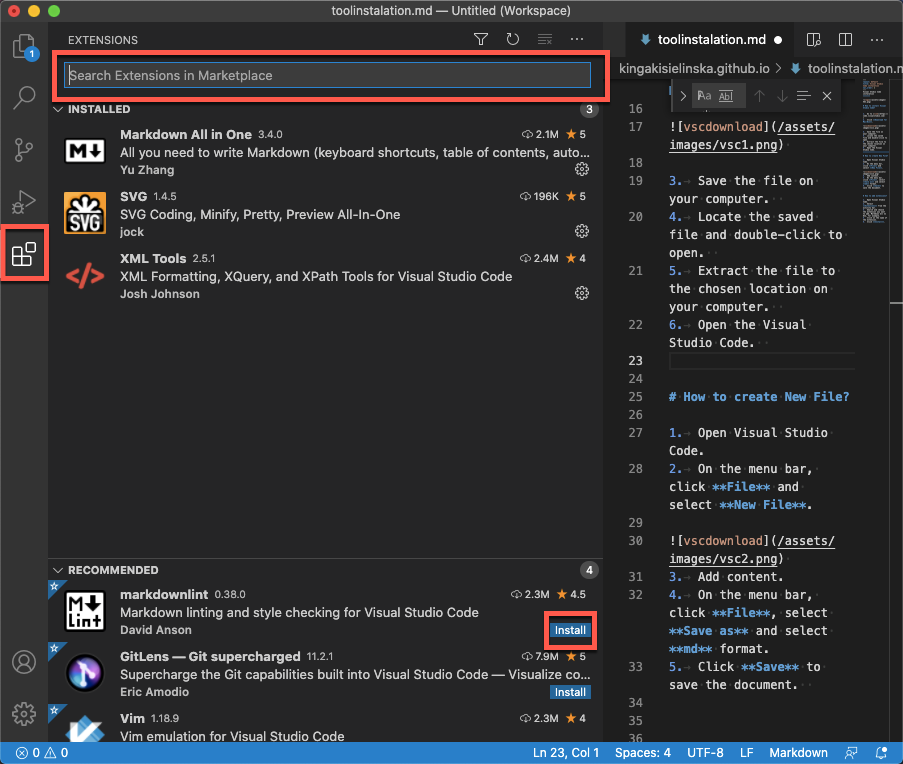 toolinstalation.md — Untitled (Workspace)
1
EXTENSIONS
Search Extensions in Marketplace
INSTALLED 3
Markdown All in One 3.4.0 2.1M 5
All you need to write Markdown (keyboard shortcuts, table of contents, auto...
Yu Zhang
SVG 1.4.5 196K 5
SVG Coding, Minify, Pretty, Preview All-In-One
jock
XML Tools 2.5.1 2.4M 4
XML Formatting, XQuery, and XPath Tools for Visual Studio Code
Josh Johnson
RECOMMENDED 4
markdownlint 0.38.0 2.3M 4.5
Markdown linting and style checking for Visual Studio Code
David Anson Install
GitLens — Git supercharged 11.2.1 7.9M 5
Supercharge the Git capabilities built into Visual Studio Code — Visualize co...
Eric Amodio Install
Vim 1.18.9 2.3M 4
Vim emulation for Visual Studio Code
toolinstalation.md
kingakisielinska.github.io > toolinstalation.m
Aa Abl
16
17 ![vscdownload](/assets/
images/vsc1.png)
18
19 3. Save the file on
your computer.
20 4. Locate the saved
file and double-click to
open.
21 5. Extract the file to
the chosen location on
your computer.
22 6. Open the Visual
Studio Code.
23
24
25 # How to create New File?
26
27 1. Open Visual Studio
Code.
28 2. On the menu bar,
click **File** and
select **New File**.
29
30 ![vscdownload](/assets/
images/vsc2.png)
31 3. Add content.
32 4. On the menu bar,
click **File**, select
**Save as** and select
**md** format.
33 5. Click **Save** to
save the document.
34
35
36
0 0 Ln 23, Col 1 Spaces: 4 UTF-8 LF Markdown